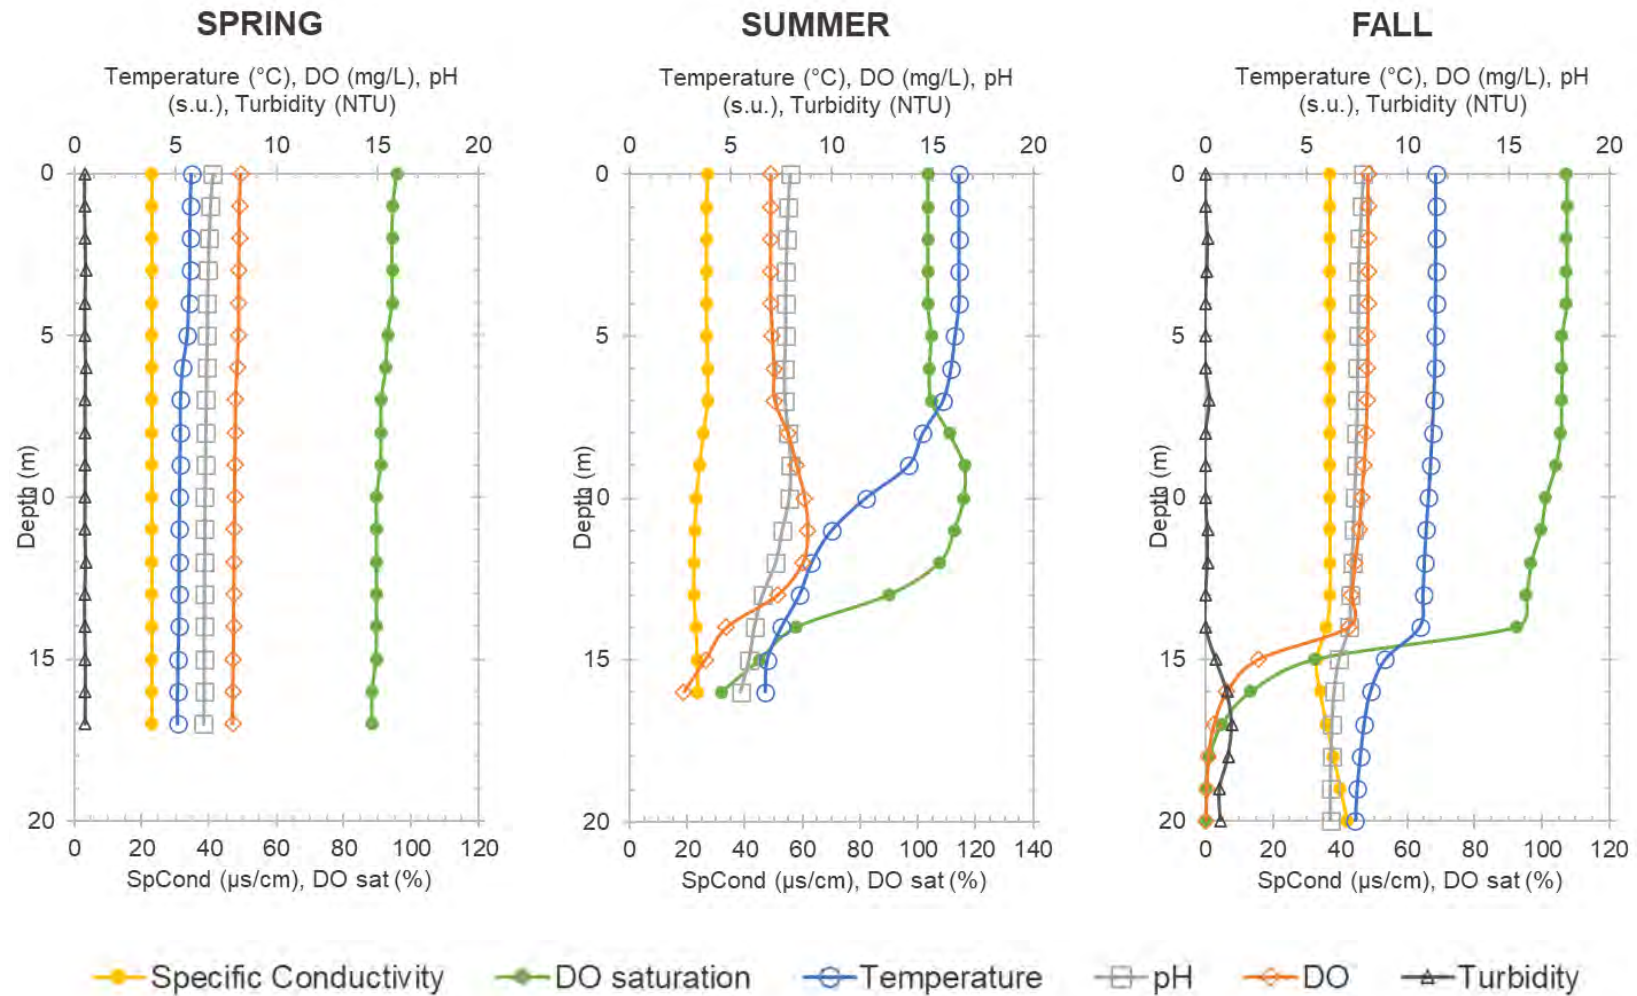 SPRING
Temperature (°C), DO (mg/L), pH
(s.u.), Turbidity (NTU)
0 5 10 15 20
0
5
10
15
20
Depth (m)
0 20 40 60 80 100 120
SpCond (µs/cm), DO sat (%)
SUMMER
Temperature (°C), DO (mg/L), pH
(s.u.), Turbidity (NTU)
0 5 10 15 20
0
5
10
15
20
Depth (m)
0 20 40 60 80 100 120 140
SpCond (µs/cm), DO sat (%)
FALL
Temperature (°C), DO (mg/L), pH
(s.u.), Turbidity (NTU)
0 5 10 15 20
0
5
10
15
20
Depth (m)
0 20 40 60 80 100 120
SpCond (µs/cm), DO sat (%)
Specific Conductivity DO saturation Temperature pH DO Turbidity